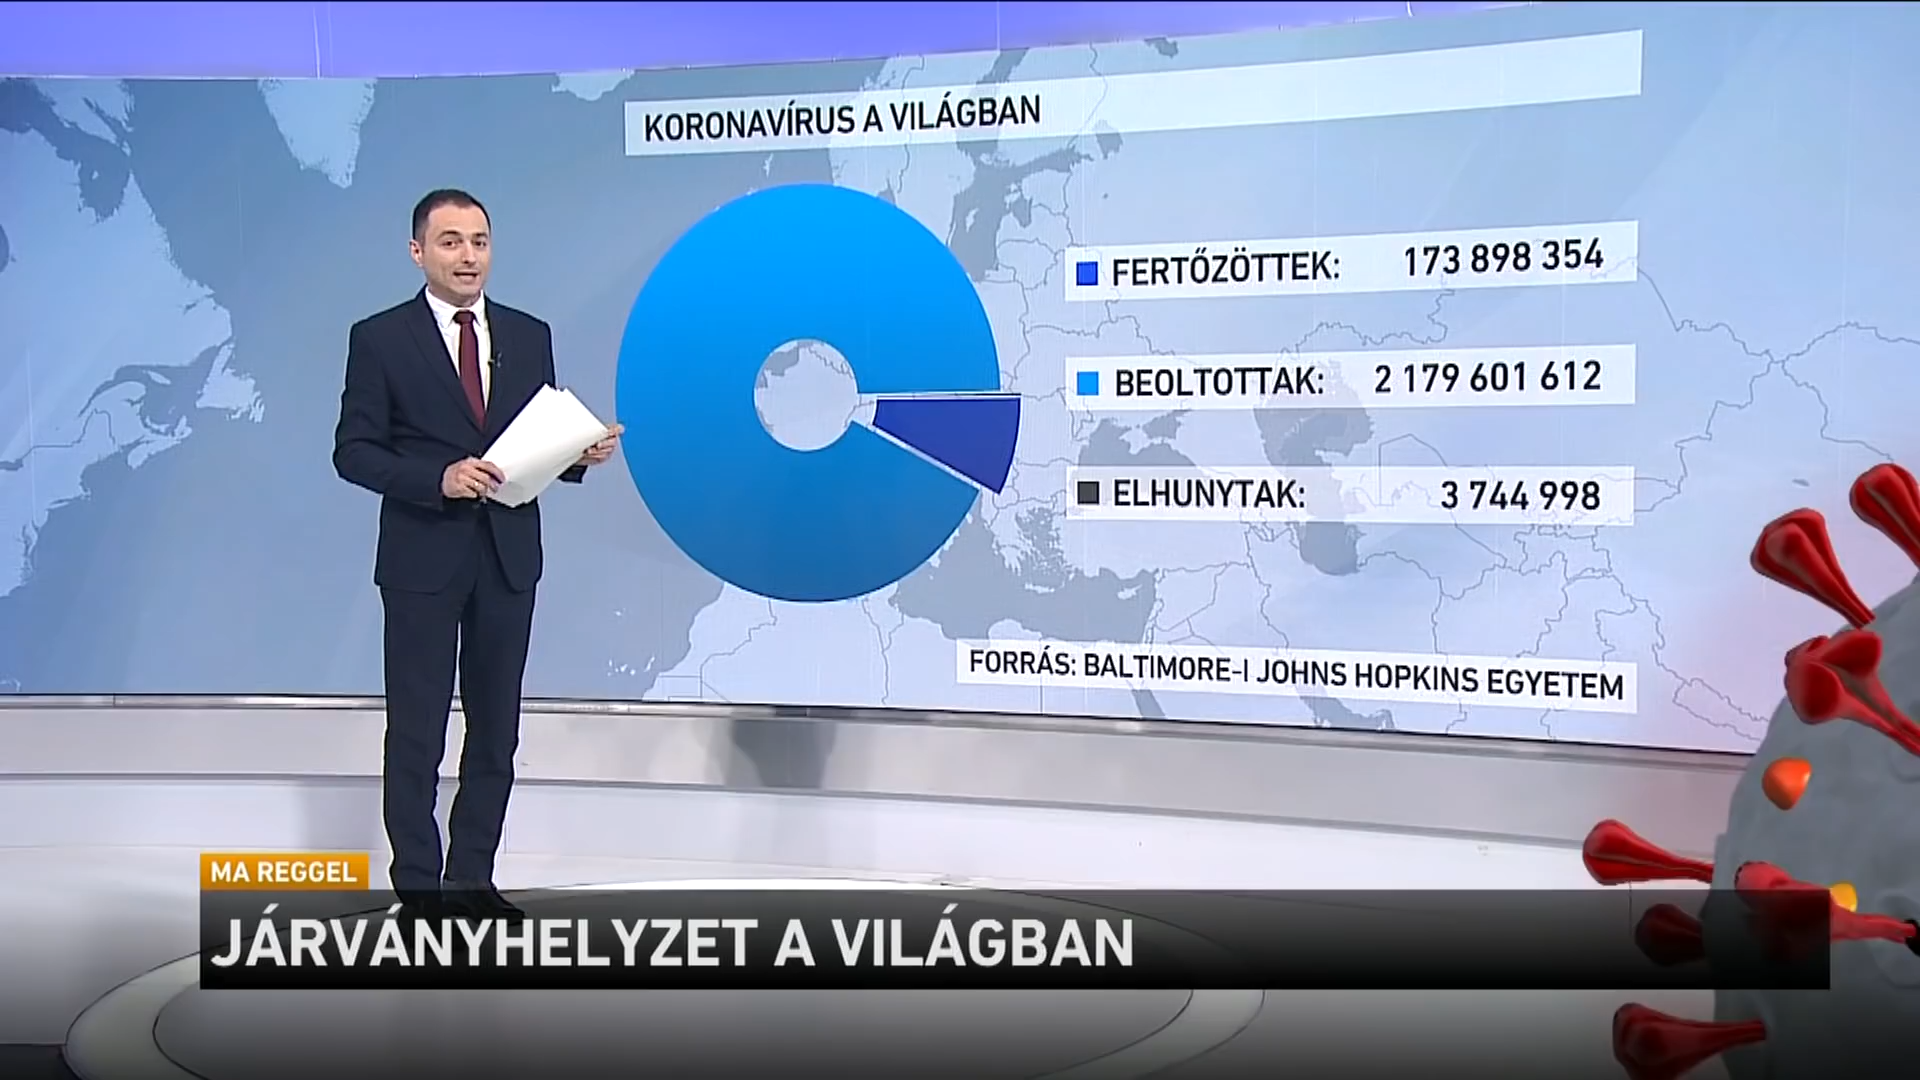 KORONAVÍRUS A VILÁGBAN
FERTŐZÖTTEK: 173 898 354
BEOLTOTTAK: 2 179 601 612
ELHUNYTAK: 3 744 998
FORRÁS: BALTIMORE-I JOHNS HOPKINS EGYETEM
MA REGGEL
JÁRVÁNYHELYZET A VILÁGBAN